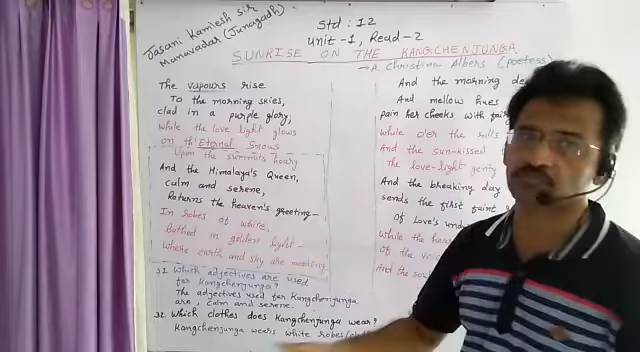 Jasani Kamlesh Sir
Manavadar (Junagadh)
Std : 12
Unit -1, Read -2
SUNRISE ON THE KANGCHENJUNGA
→ A. Christina Albers (poetess)
The vapours rise
To the morning skies,
clad in a purple glory,
while the love light glows
on th' Eternal Snows
Upon the summits hoary
And the Himalaya's Queen,
calm and serene,
Returns the heaven's greeting—
In robes of white,
Bathed in golden light—
where earth and sky are meeting
31. Which adjectives are used
for Kangchenjunga?
The adjectives used for Kangchenjunga
are, calm and serene.
32. Which clothes does Kangchenjunga wear?
Kangchenjunga wears white robes
And the morning
And mellow hues
pain her cheeks with
while o'er the
And the sun-kissed
The love-light
And the breaking day
sends the first faint
Of Love's
while the
of the
And the